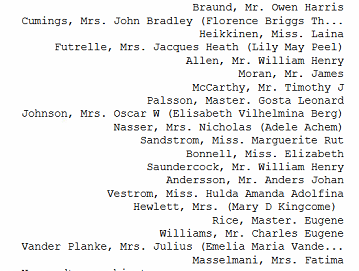 Braund, Mr. Owen Harris
Cumings, Mrs. John Bradley (Florence Briggs Th...
Heikkinen, Miss. Laina
Futrelle, Mrs. Jacques Heath (Lily May Peel)
Allen, Mr. William Henry
Moran, Mr. James
McCarthy, Mr. Timothy J
Palsson, Master. Gosta Leonard
Johnson, Mrs. Oscar W (Elisabeth Vilhelmina Berg)
Nasser, Mrs. Nicholas (Adele Achem)
Sandstrom, Miss. Marguerite Rut
Bonnell, Miss. Elizabeth
Saundercock, Mr. William Henry
Andersson, Mr. Anders Johan
Vestrom, Miss. Hulda Amanda Adolfina
Hewlett, Mrs. (Mary D Kingcome)
Rice, Master. Eugene
Williams, Mr. Charles Eugene
Vander Planke, Mrs. Julius (Emelia Maria Vande...
Masselmani, Mrs. Fatima